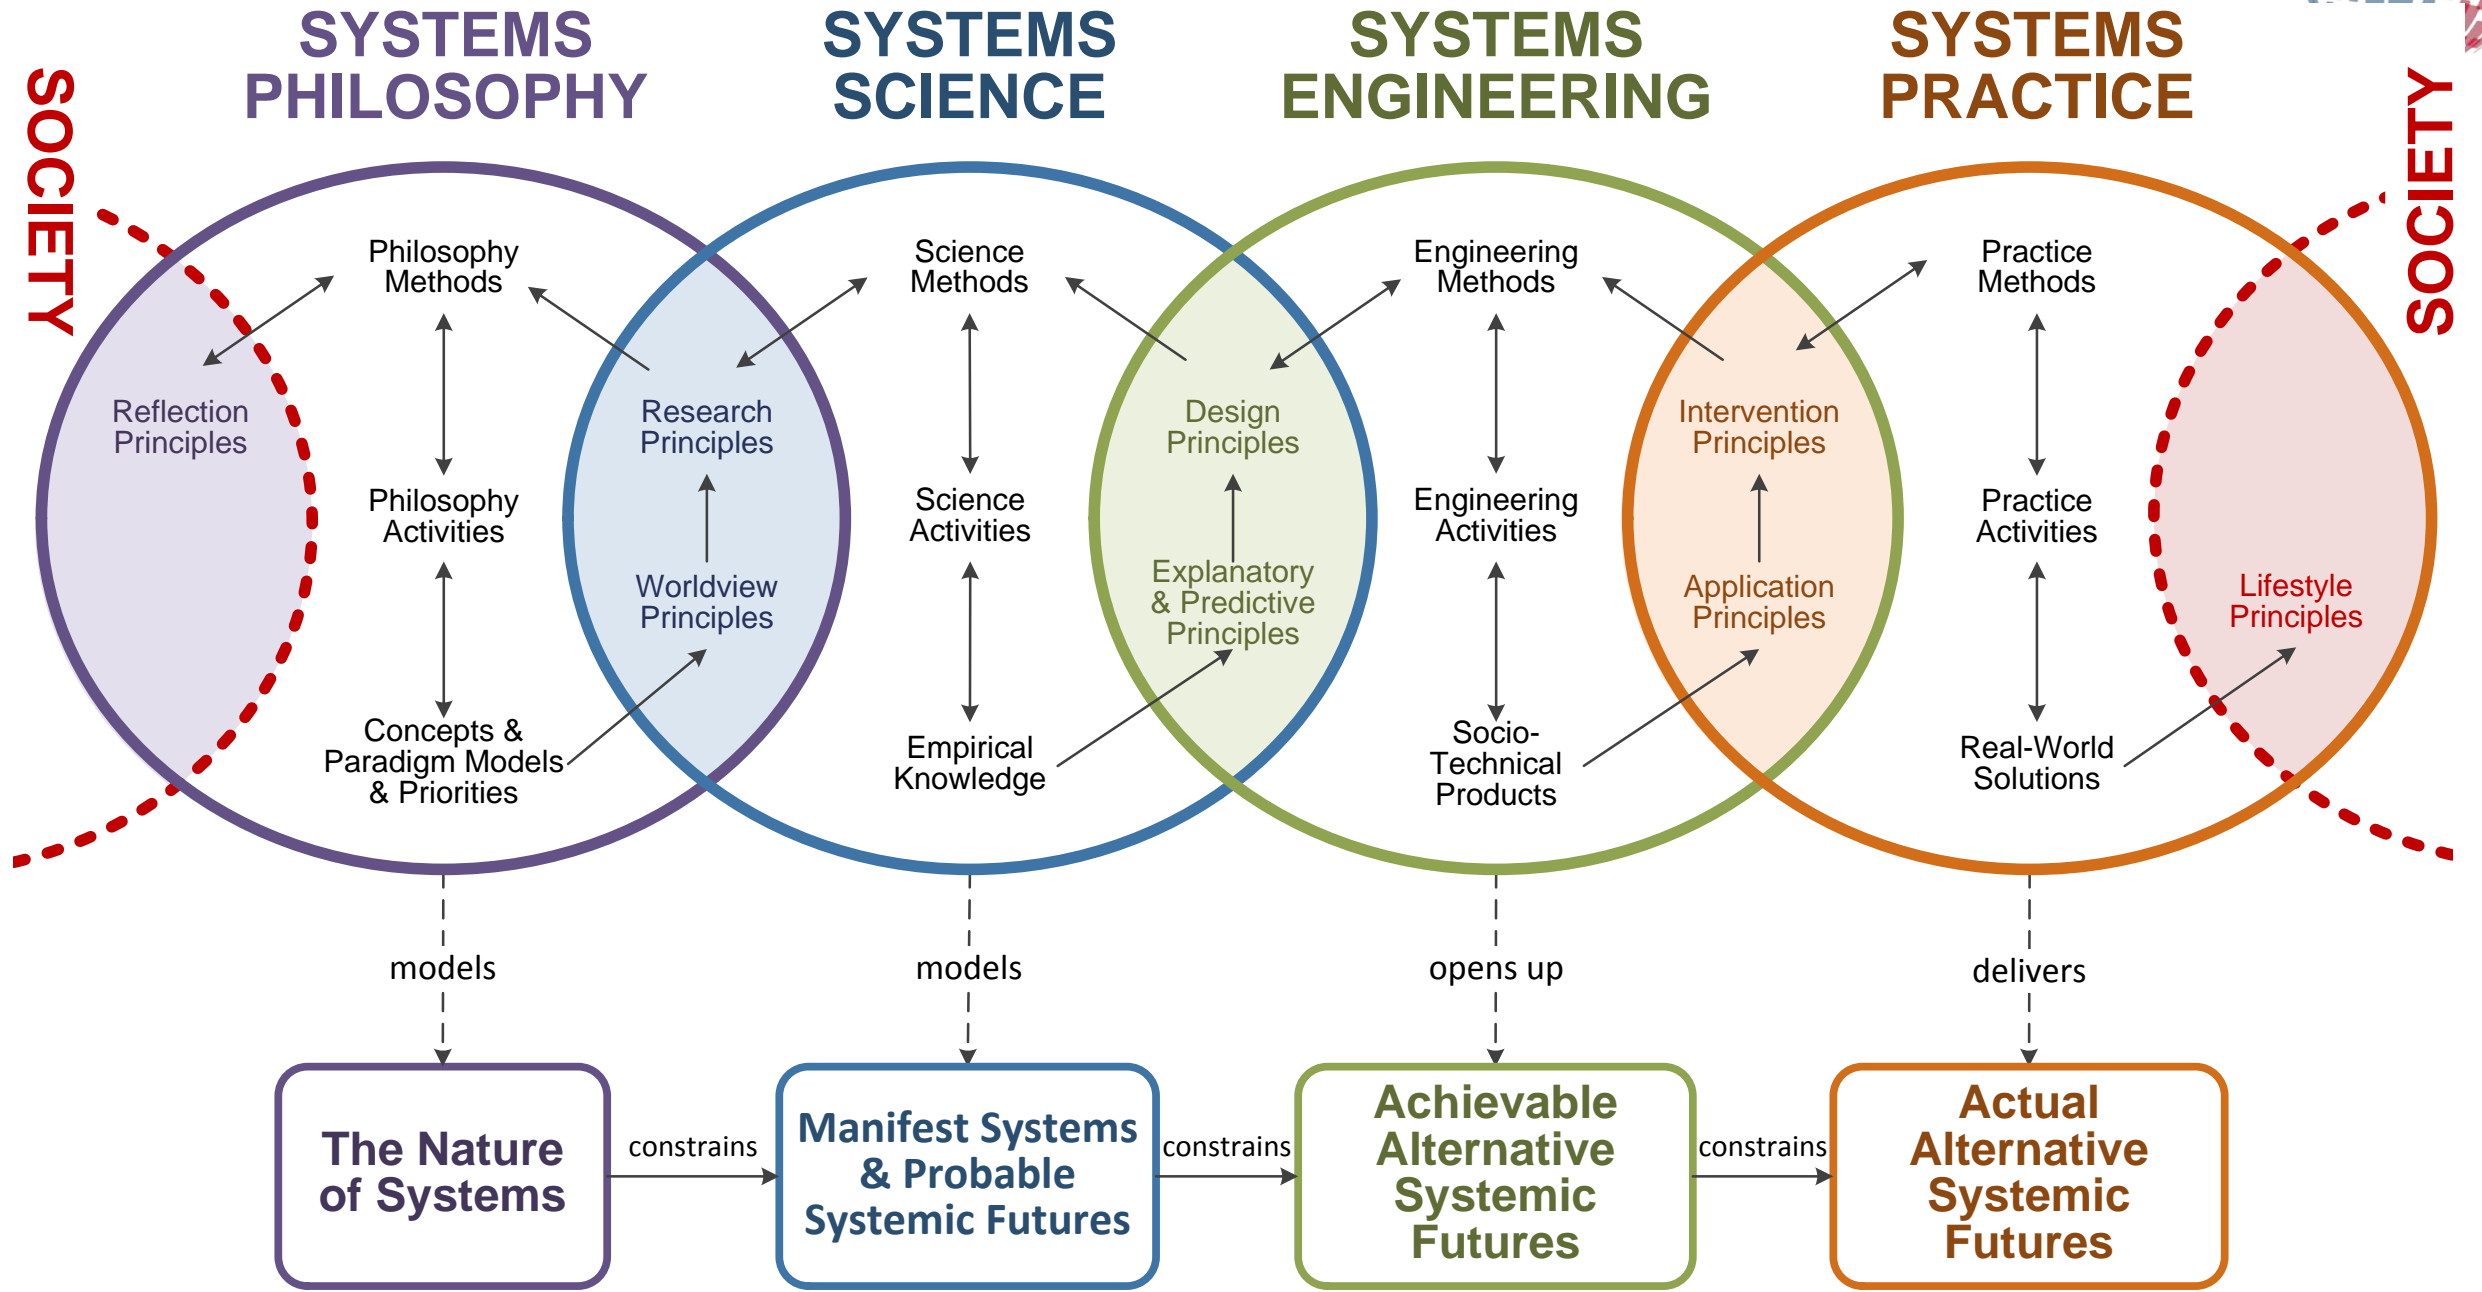 SYSTEMS
PHILOSOPHY
SYSTEMS
SCIENCE
SYSTEMS
ENGINEERING
SYSTEMS
PRACTICE
SOCIETY
SOCIETY
Philosophy
Methods
Science
Methods
Engineering
Methods
Practice
Methods
Reflection
Principles
Research
Principles
Design
Principles
Intervention
Principles
Philosophy
Activities
Science
Activities
Engineering
Activities
Practice
Activities
Worldview
Principles
Explanatory
& Predictive
Principles
Application
Principles
Lifestyle
Principles
Concepts &
Paradigm Models
& Priorities
Empirical
Knowledge
Socio-
Technical
Products
Real-World
Solutions
models
models
opens up
delivers
The Nature
of Systems
constrains
Manifest Systems
& Probable
Systemic Futures
constrains
Achievable
Alternative
Systemic
Futures
constrains
Actual
Alternative
Systemic
Futures